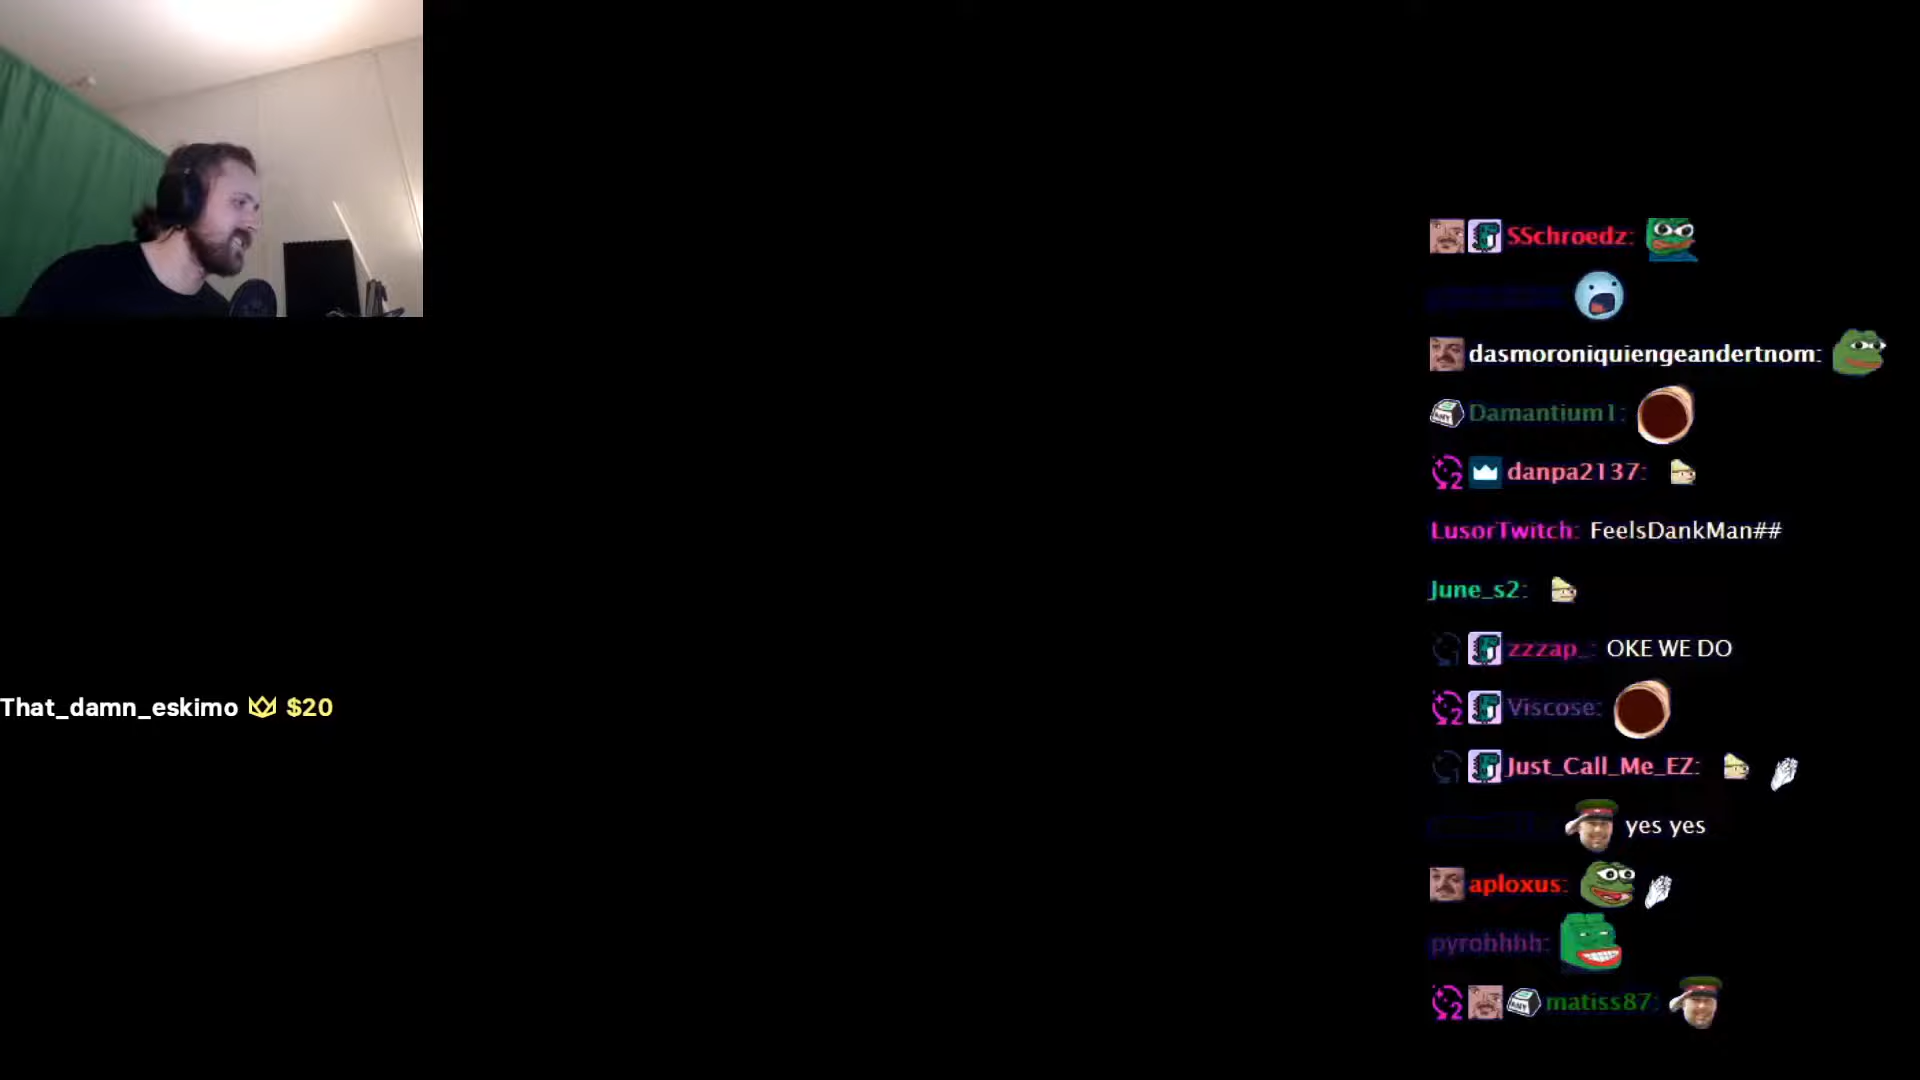 SSchroedz:
dasmoroniquiengeandertnom:
Damantium1:
danpa2137:
LusorTwitch: FeelsDankMan##
June_s2:
zzzap_: OKE WE DO
That_damn_eskimo $20
Viscose:
Just_Call_Me_EZ:
yes yes
aploxus:
pyrohhhh:
matiss87: